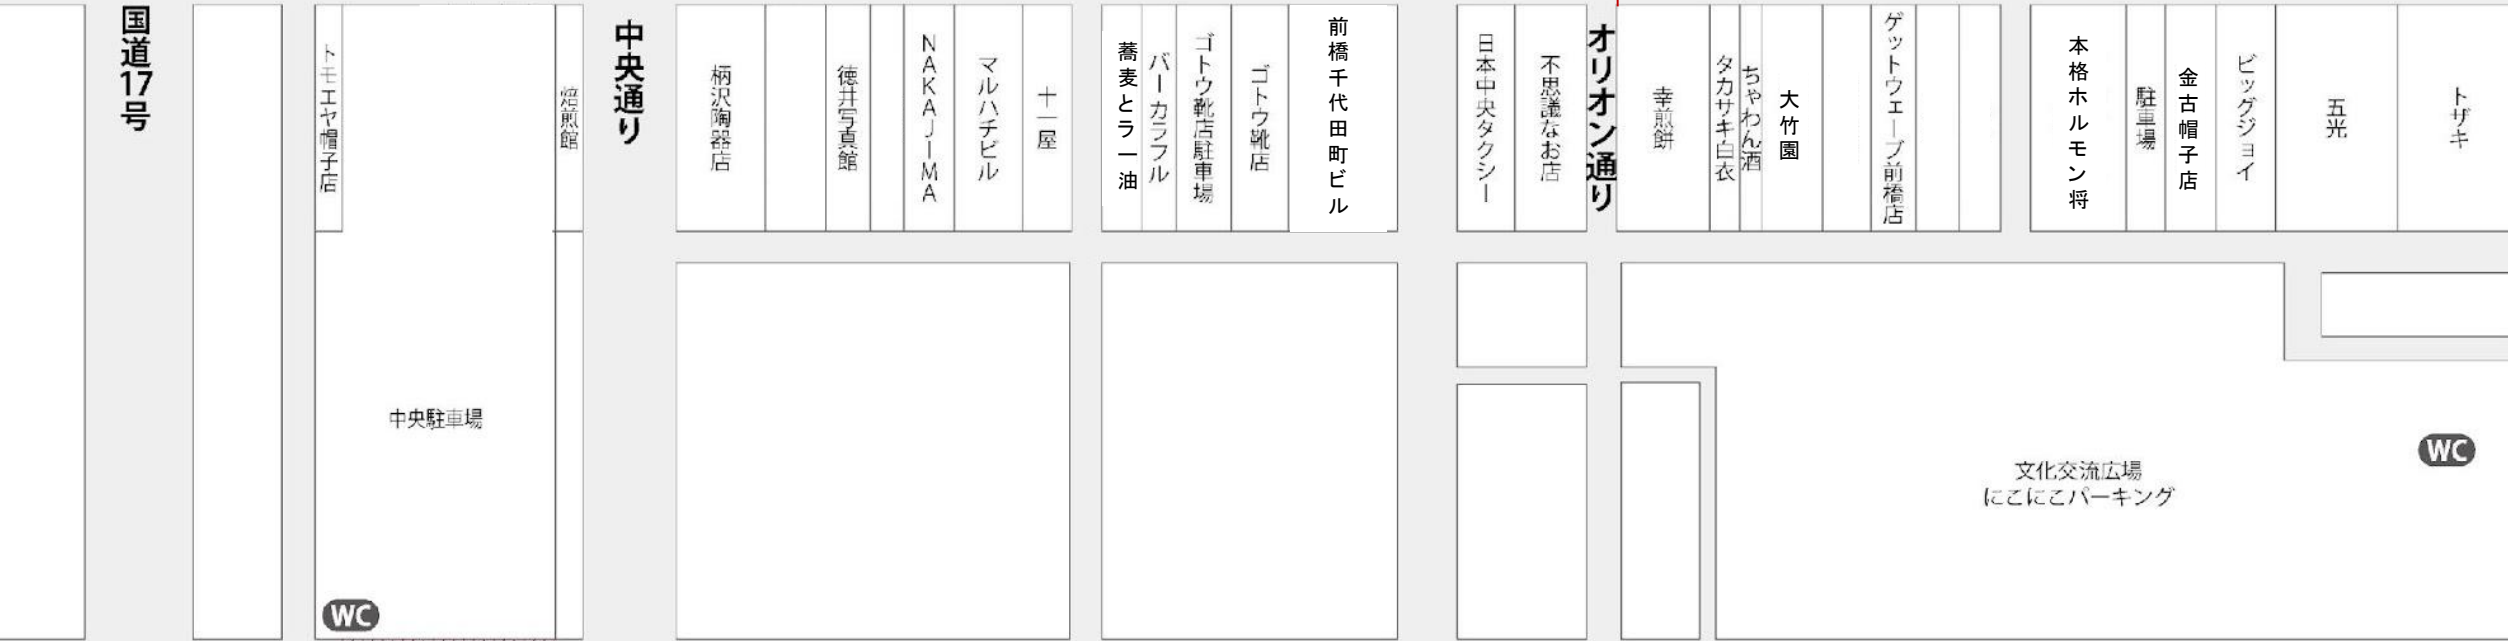 国道17号
トモエヤ帽子店
焙煎館
中央通り
柄沢陶器店
徳井写真館
NAKAJIMA
マルハチビル
十一屋
蕎麦とラー油
バーカラフル
ゴトウ靴店駐車場
ゴトウ靴店
前橋千代田町ビル
日本中央タクシー
不思議なお店
オリオン通り
幸煎餅
タカサキ白衣
ちゃわん酒
大竹園
ゲットウェーブ前橋店
本格ホルモン将
駐車場
金古帽子店
ビッグジョイ
五光
トザキ
中央駐車場
WC
文化交流広場
にこにこパーキング
WC